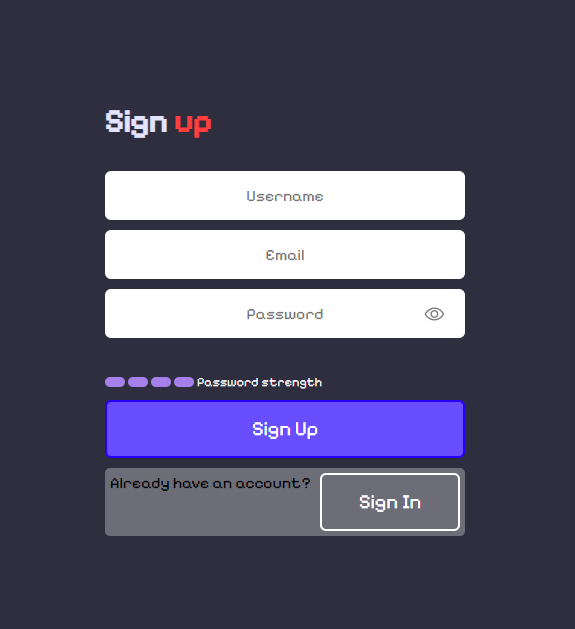 Sign up
Username
Email
Password
Password strength
Sign Up
Already have an account?
Sign In